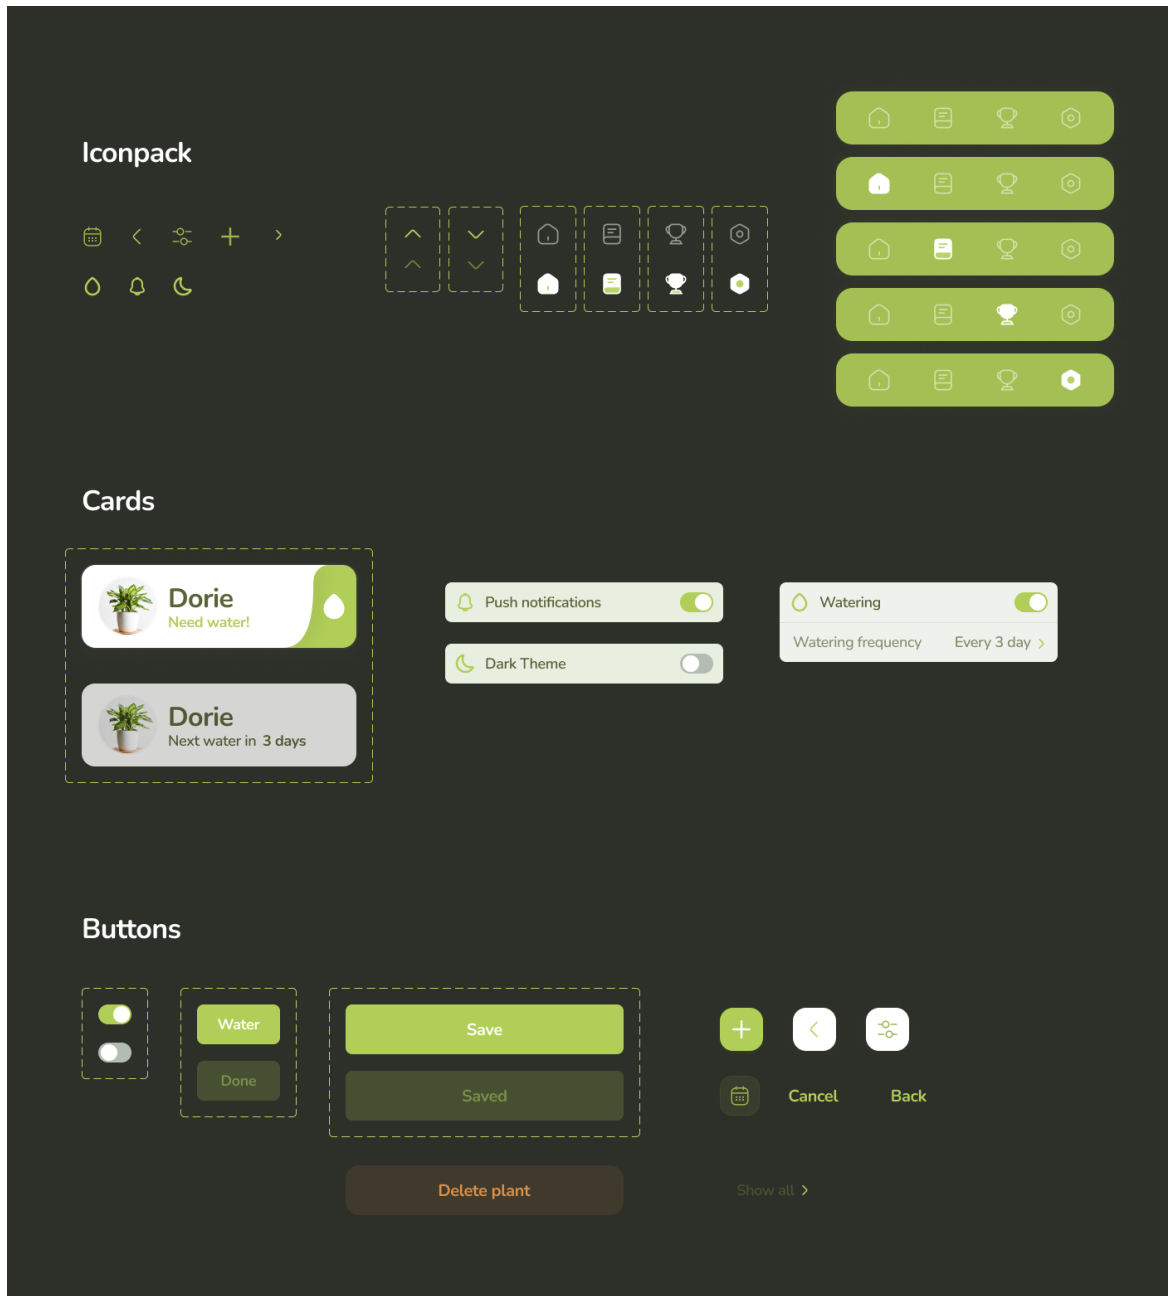 Iconpack
Cards
Dorie
Need water!
Dorie
Next water in 3 days
Push notifications
Dark Theme
Watering
Watering frequency Every 3 day
Buttons
Water
Done
Save
Saved
Delete plant
Cancel
Back
Show all